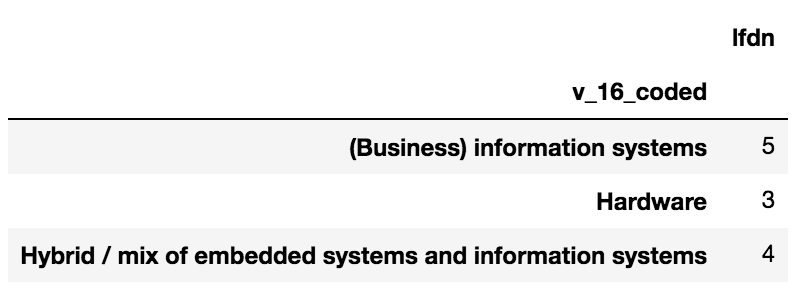 lfdn
v_16_coded
(Business) information systems 5
Hardware 3
Hybrid / mix of embedded systems and information systems 4